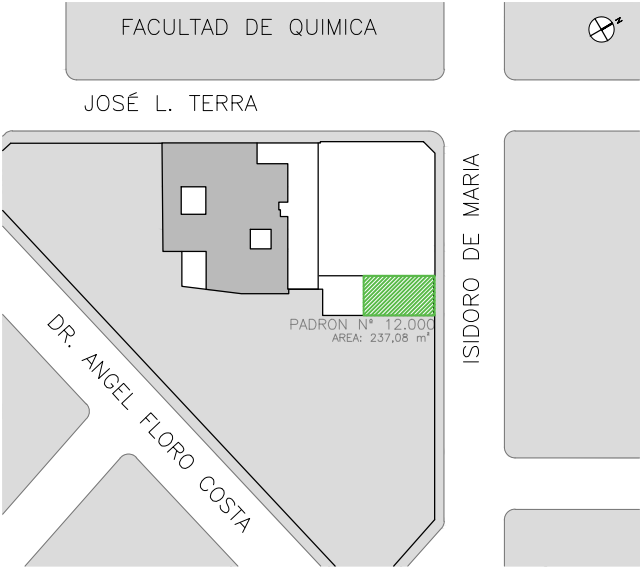 FACULTAD DE QUIMICA
N
JOSÉ L. TERRA
ISIDORO DE MARIA
PADRON Nº 12.000
AREA: 237,08 m²
DR. ANGEL FLORO COSTA